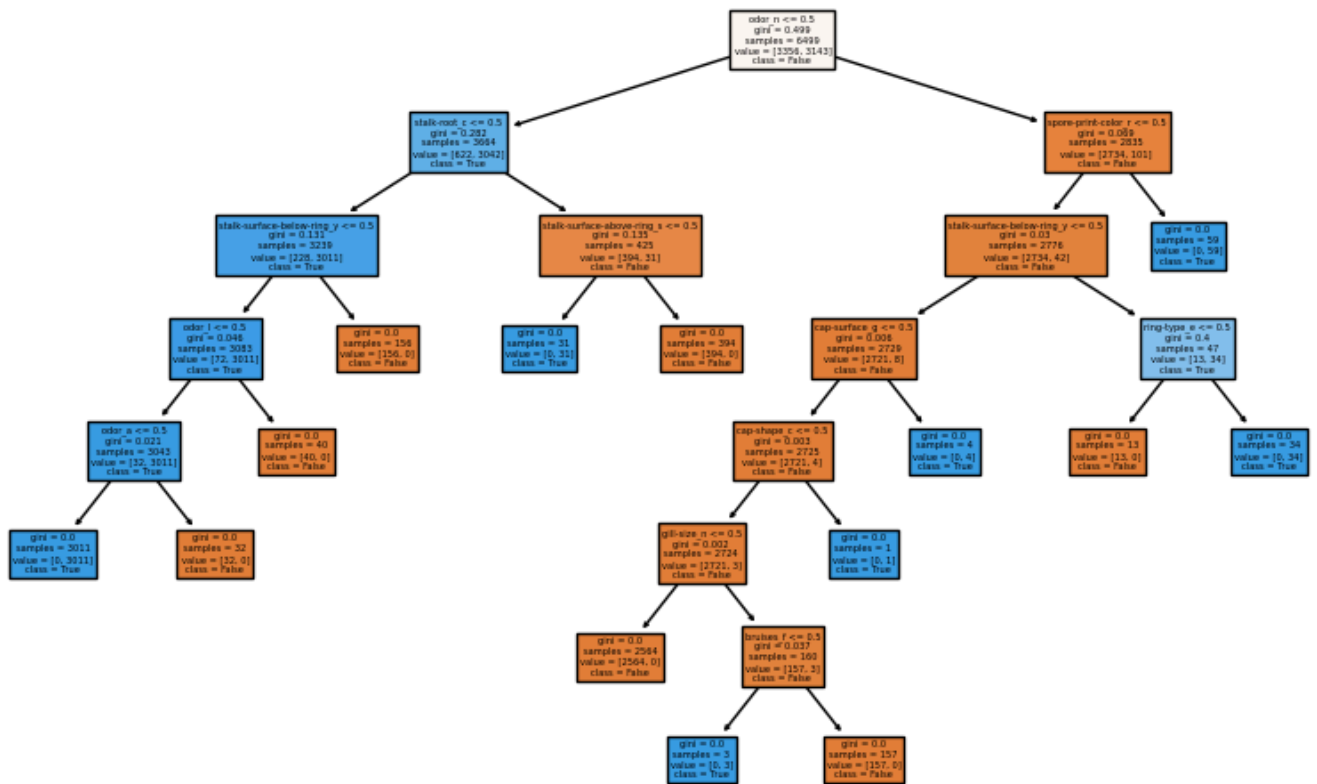 odor_n <= 0.5
gini = 0.499
samples = 6499
value = [3356, 3143]
class = False
stalk-root_c <= 0.5
gini = 0.282
samples = 3664
value = [622, 3042]
class = True
spore-print-color_r <= 0.5
gini = 0.069
samples = 2835
value = [2734, 101]
class = False
stalk-surface-below-ring_y <= 0.5
gini = 0.131
samples = 3239
value = [228, 3011]
class = True
stalk-surface-above-ring_s <= 0.5
gini = 0.135
samples = 425
value = [394, 31]
class = False
stalk-surface-below-ring_y <= 0.5
gini = 0.03
samples = 2776
value = [2734, 42]
class = False
gini = 0.0
samples = 59
value = [0, 59]
class = True
odor_l <= 0.5
gini = 0.046
samples = 3083
value = [72, 3011]
class = True
gini = 0.0
samples = 156
value = [156, 0]
class = False
gini = 0.0
samples = 31
value = [0, 31]
class = True
gini = 0.0
samples = 394
value = [394, 0]
class = False
cap-surface_g <= 0.5
gini = 0.006
samples = 2729
value = [2721, 8]
class = False
ring-type_e <= 0.5
gini = 0.4
samples = 47
value = [13, 34]
class = True
odor_a <= 0.5
gini = 0.021
samples = 3043
value = [32, 3011]
class = True
gini = 0.0
samples = 40
value = [40, 0]
class = False
cap-shape_c <= 0.5
gini = 0.003
samples = 2725
value = [2721, 4]
class = False
gini = 0.0
samples = 4
value = [0, 4]
class = True
gini = 0.0
samples = 13
value = [13, 0]
class = False
gini = 0.0
samples = 34
value = [0, 34]
class = True
gini = 0.0
samples = 3011
value = [0, 3011]
class = True
gini = 0.0
samples = 32
value = [32, 0]
class = False
gill-size_n <= 0.5
gini = 0.002
samples = 2724
value = [2721, 3]
class = False
gini = 0.0
samples = 1
value = [0, 1]
class = True
gini = 0.0
samples = 2564
value = [2564, 0]
class = False
bruises_f <= 0.5
gini = 0.037
samples = 160
value = [157, 3]
class = False
gini = 0.0
samples = 3
value = [0, 3]
class = True
gini = 0.0
samples = 157
value = [157, 0]
class = False